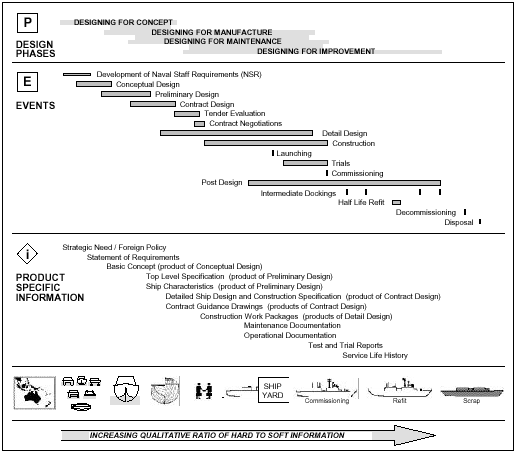 P
DESIGN
PHASES
DESIGNING FOR CONCEPT
DESIGNING FOR MANUFACTURE
DESIGNING FOR MAINTENANCE
DESIGNING FOR IMPROVEMENT
E
EVENTS
Development of Naval Staff Requirements (NSR)
Conceptual Design
Preliminary Design
Contract Design
Tender Evaluation
Contract Negotiations
Detail Design
Construction
Launching
Trials
Commissioning
Post Design
Intermediate Dockings
Half Life Refit
Decommissioning
Disposal
i
PRODUCT
SPECIFIC
INFORMATION
Strategic Need / Foreign Policy
Statement of Requirements
Basic Concept (product of Conceptual Design)
Top Level Specification (product of Preliminary Design)
Ship Characteristics (product of Preliminary Design)
Detailed Ship Design and Construction Specification (product of Contract Design)
Contract Guidance Drawings (products of Contract Design)
Construction Work Packages (products of Detail Design)
Maintenance Documentation
Operational Documentation
Test and Trial Reports
Service Life History
SHIP
YARD
Commissioning
Refit
Scrap
INCREASING QUALITATIVE RATIO OF HARD TO SOFT INFORMATION